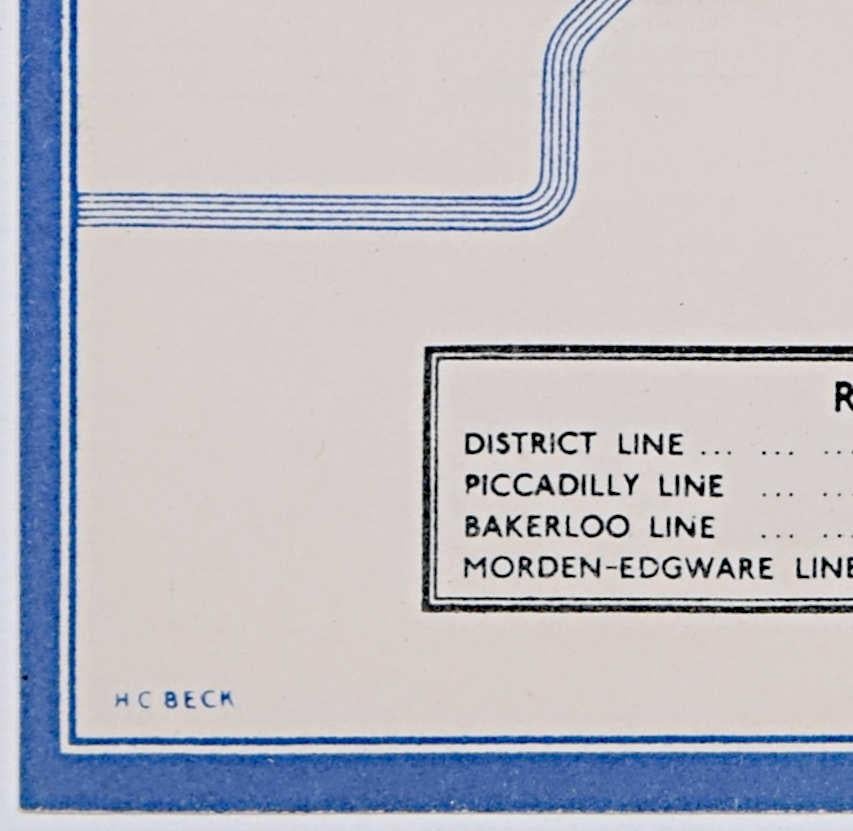 R
DISTRICT LINE ... ... ...
PICCADILLY LINE ... ...
BAKERLOO LINE ... ...
MORDEN-EDGWARE LINE
H C BECK